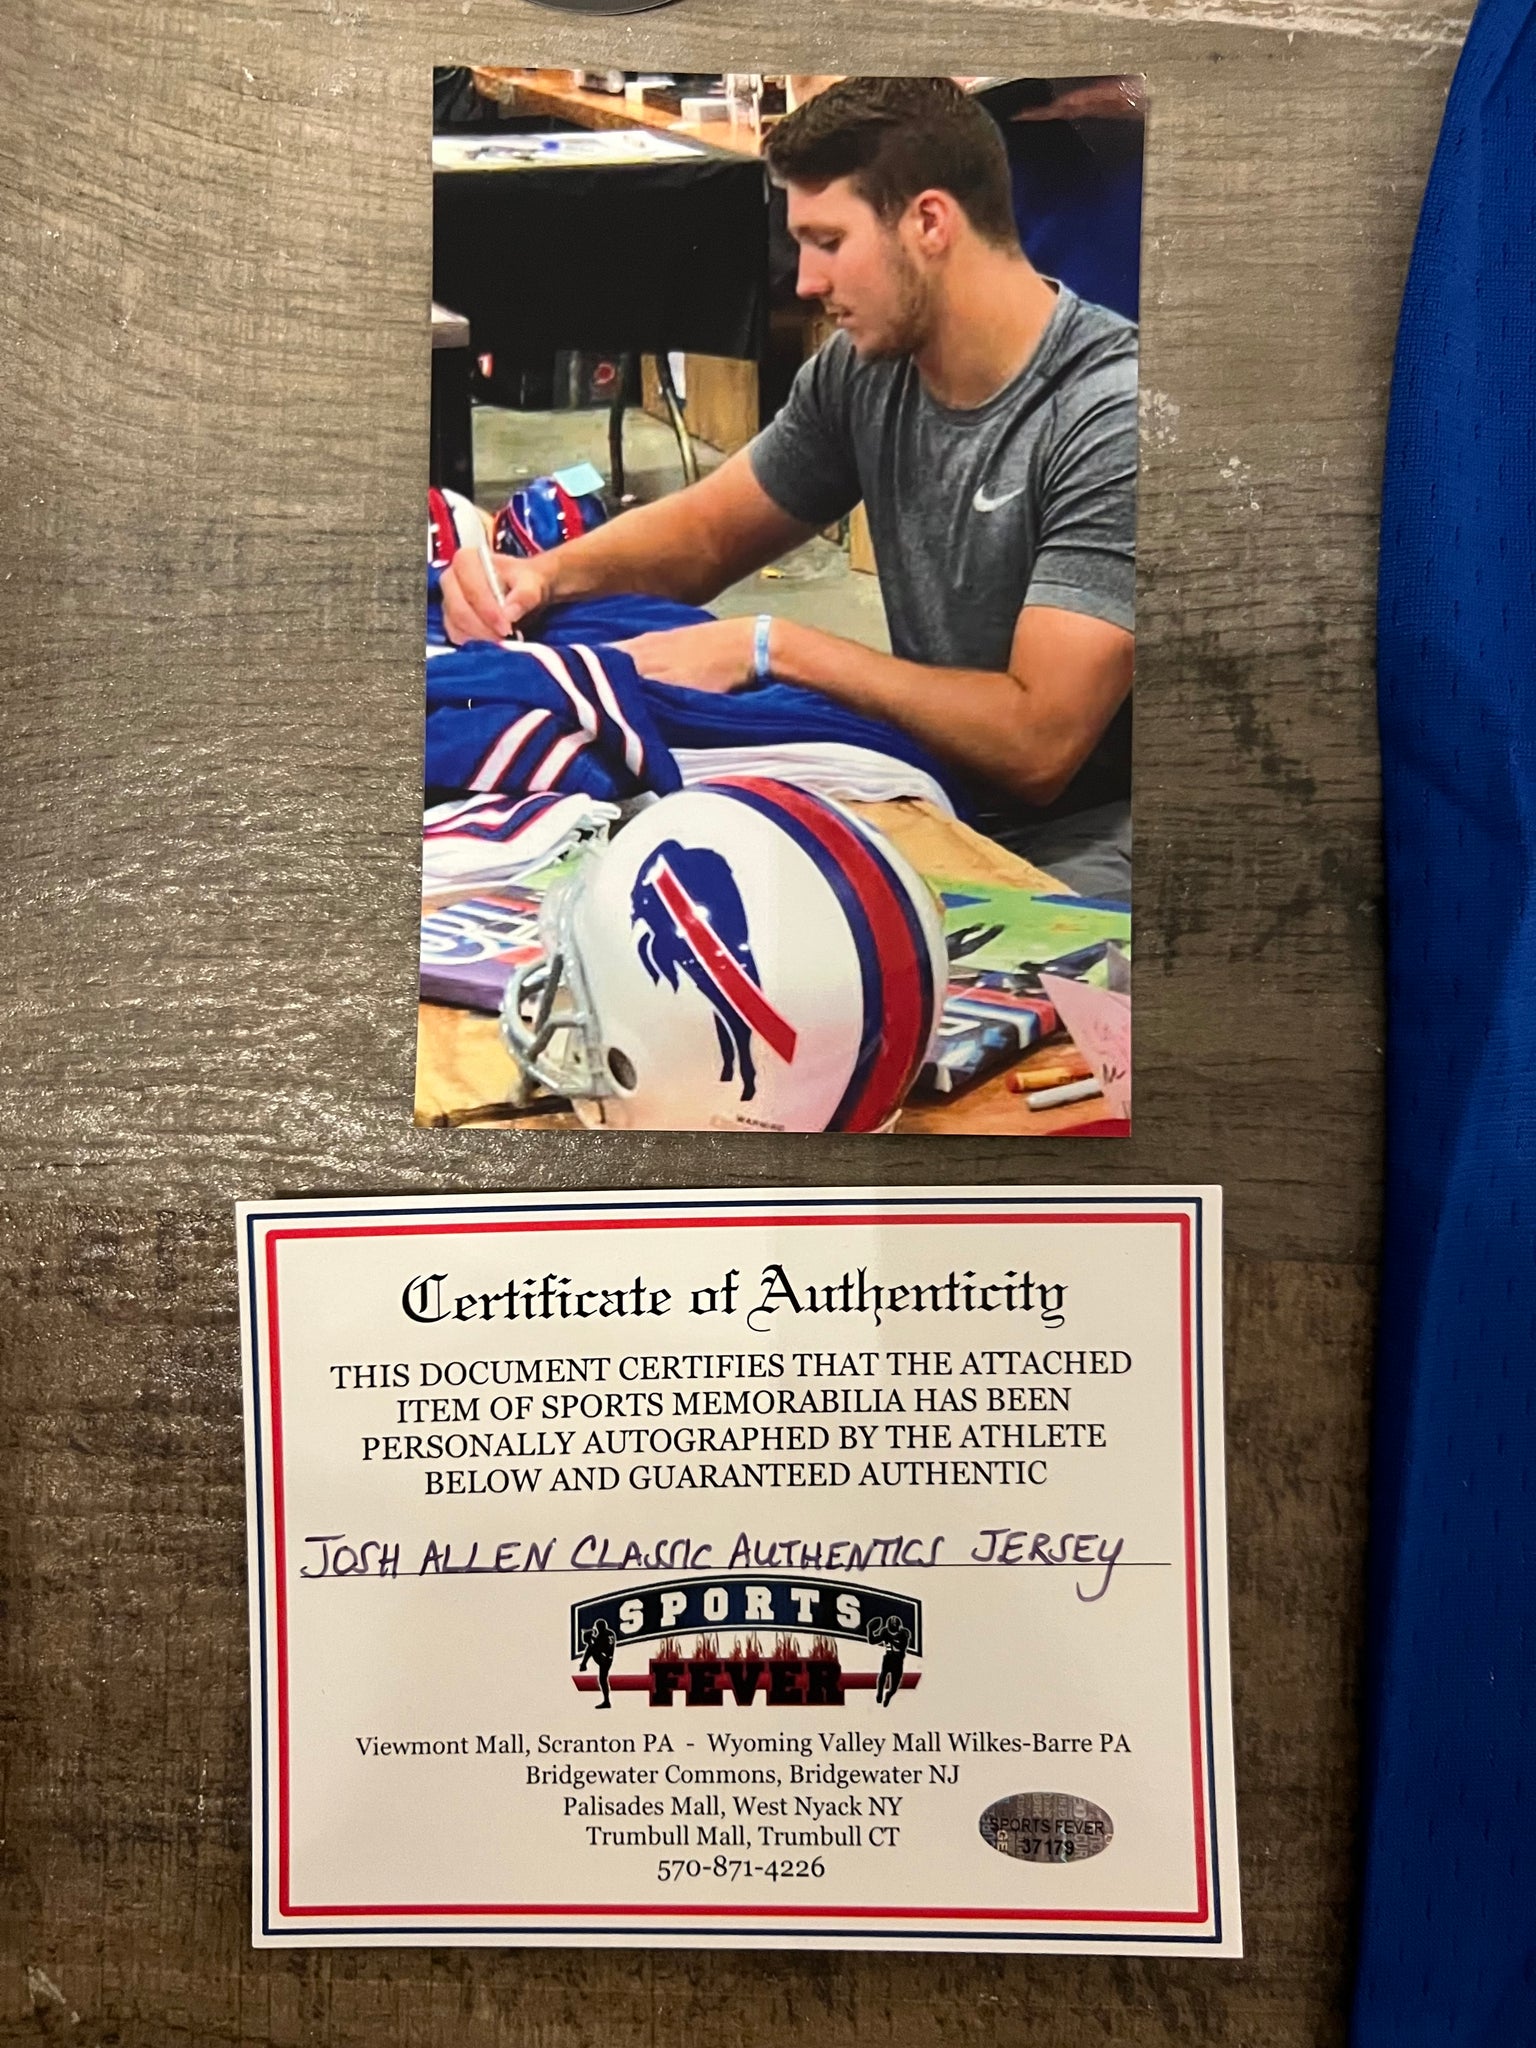 WARNING
Certificate of Authenticity
THIS DOCUMENT CERTIFIES THAT THE ATTACHED
ITEM OF SPORTS MEMORABILIA HAS BEEN
PERSONALLY AUTOGRAPHED BY THE ATHLETE
BELOW AND GUARANTEED AUTHENTIC
JOSH ALLEN CLASSIC AUTHENTICS JERSEY
SPORTS
FEVER
Viewmont Mall, Scranton PA - Wyoming Valley Mall Wilkes-Barre PA
Bridgewater Commons, Bridgewater NJ
Palisades Mall, West Nyack NY
Trumbull Mall, Trumbull CT
570-871-4226
SPORTS FEVER
37179